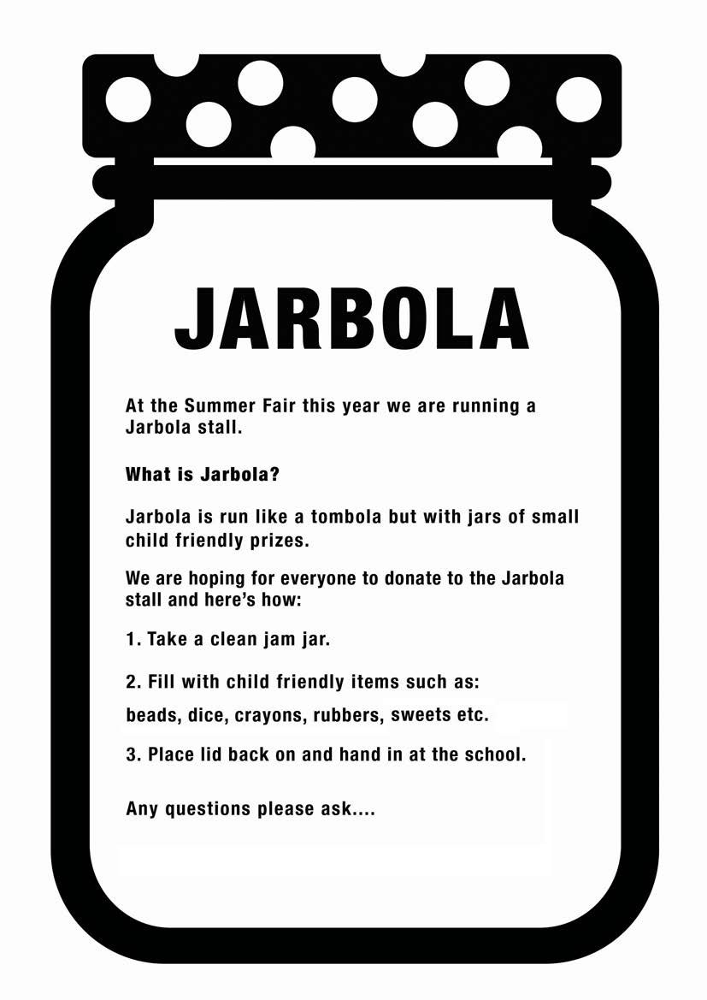 JARBOLA
At the Summer Fair this year we are running a
Jarbola stall.
What is Jarbola?
Jarbola is run like a tombola but with jars of small
child friendly prizes.
We are hoping for everyone to donate to the Jarbola
stall and here’s how:
1. Take a clean jam jar.
2. Fill with child friendly items such as:
beads, dice, crayons, rubbers, sweets etc.
3. Place lid back on and hand in at the school.
Any questions please ask....